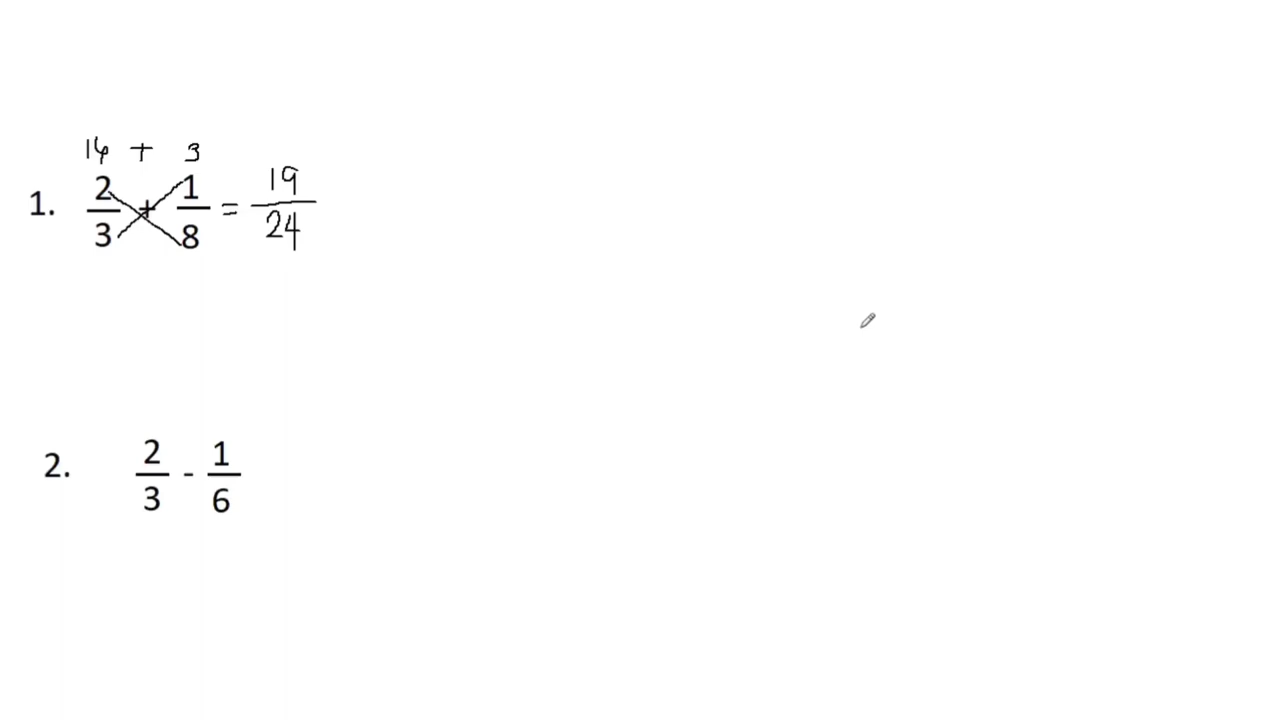 16 + 3
1. 2/3 + 1/8 = 19/24
2. 2/3 - 1/6